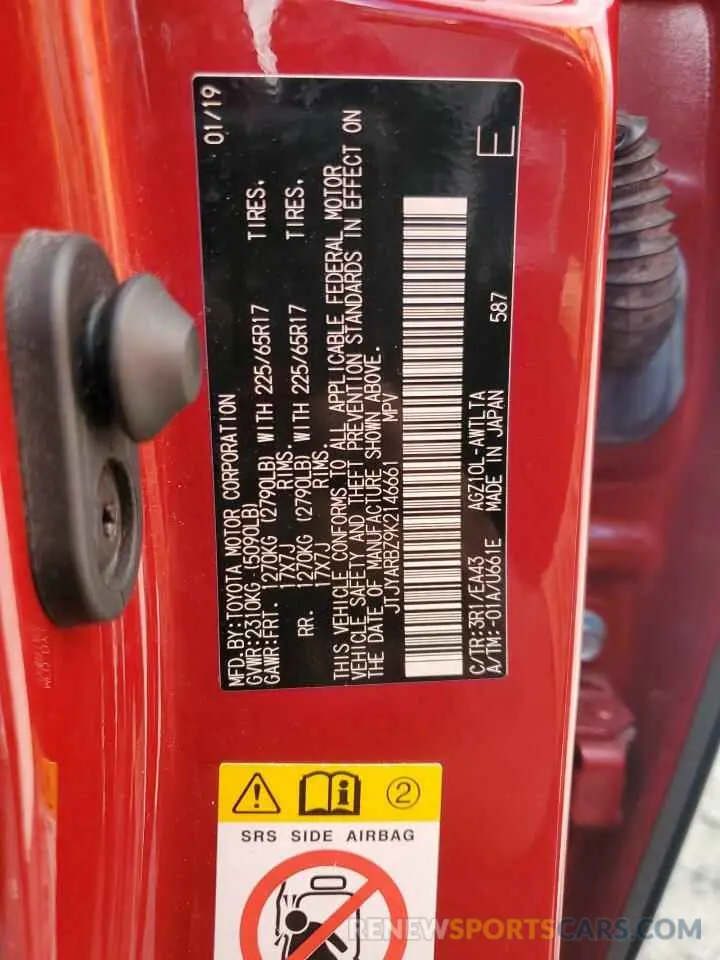 01/19
MFD.BY:TOYOTA MOTOR CORPORATION
GVWR:2310KG (5090LB)
GAWR:FRT. 1270KG (2790LB) WITH 225/65R17 TIRES.
17X7J RIMS.
RR. 1270KG (2790LB) WITH 225/65R17 TIRES.
17X7J RIMS.
THIS VEHICLE CONFORMS TO ALL APPLICABLE FEDERAL MOTOR
VEHICLE SAFETY AND THEFT PREVENTION STANDARDS IN EFFECT ON
THE DATE OF MANUFACTURE SHOWN ABOVE.
JTJYARBZ9K2146661 MPV
C/TR:3R1/EA43 AGZ10L-AWTLTA 587
A/TM:-01A/U661E MADE IN JAPAN
E
2
SRS SIDE AIRBAG
RENEWSPORTSCARS.COM